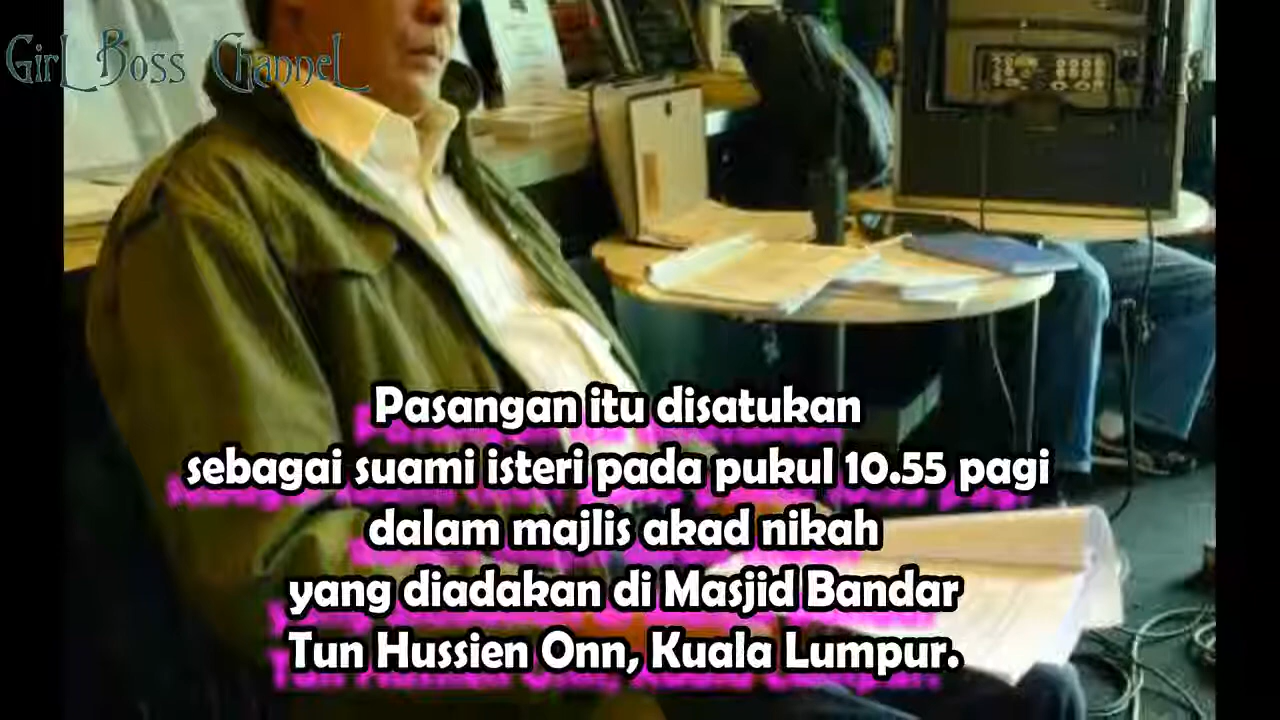 Girl Boss Channel
Pasangan itu disatukan
sebagai suami isteri pada pukul 10.55 pagi
dalam majlis akad nikah
yang diadakan di Masjid Bandar
Tun Hussien Onn, Kuala Lumpur.